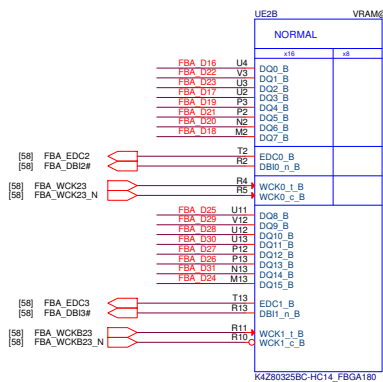 UE2B VRAM@
NORMAL
x16 x8
FBA_D16 U4 DQ0_B
FBA_D22 V3 DQ1_B
FBA_D23 U3 DQ2_B
FBA_D17 U2 DQ3_B
FBA_D19 P3 DQ4_B
FBA_D21 P2 DQ5_B
FBA_D20 N2 DQ6_B
FBA_D18 M2 DQ7_B
[58] FBA_EDC2 T2 EDC0_B
[58] FBA_DBI2# R2 DBI0_n_B
[58] FBA_WCK23 R4 WCK0_t_B
[58] FBA_WCK23_N R5 WCK0_c_B
FBA_D25 U11 DQ8_B
FBA_D29 V12 DQ9_B
FBA_D28 U12 DQ10_B
FBA_D30 U13 DQ11_B
FBA_D27 P12 DQ12_B
FBA_D26 P13 DQ13_B
FBA_D31 N13 DQ14_B
FBA_D24 M13 DQ15_B
[58] FBA_EDC3 T13 EDC1_B
[58] FBA_DBI3# R13 DBI1_n_B
[58] FBA_WCKB23 R11 WCK1_t_B
[58] FBA_WCKB23_N R10 WCK1_c_B
K4Z80325BC-HC14_FBGA180